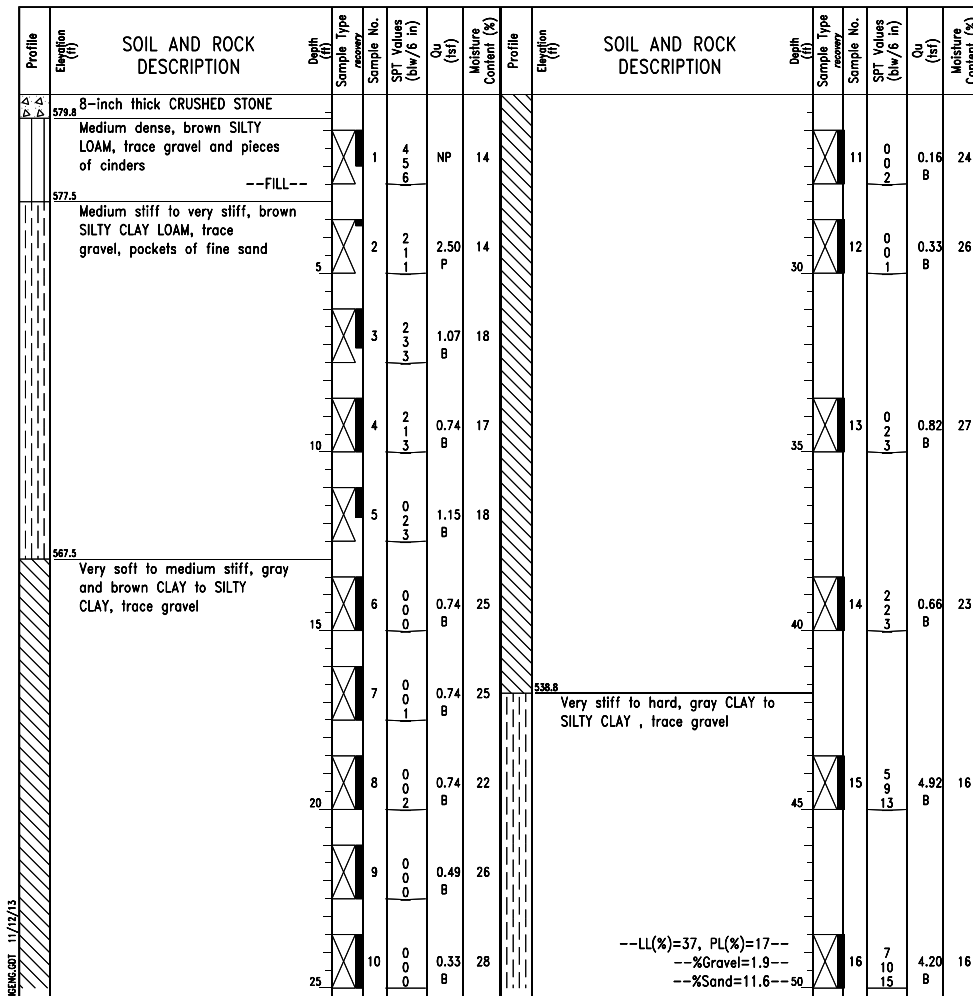 Profile
Elevation
(ft)
SOIL AND ROCK
DESCRIPTION
Depth
(ft)
Sample Type
recovery
Sample No.
SPT Values
(blw/6 in)
Qu
(tsf)
Moisture
Content (%)
8-inch thick CRUSHED STONE
579.8
Medium dense, brown SILTY
LOAM, trace gravel and pieces
of cinders
--FILL--
1
4
5
6
NP
14
577.5
Medium stiff to very stiff, brown
SILTY CLAY LOAM, trace
gravel, pockets of fine sand
5
2
2
1
1
2.50
P
14
3
2
3
3
1.07
B
18
10
4
2
1
3
0.74
B
17
5
0
2
3
1.15
B
18
567.5
Very soft to medium stiff, gray
and brown CLAY to SILTY
CLAY, trace gravel
15
6
0
0
0
0.74
B
25
7
0
0
1
0.74
B
25
20
8
0
0
2
0.74
B
22
9
0
0
0
0.49
B
26
25
10
0
0
0
0.33
B
28
Profile
Elevation
(ft)
SOIL AND ROCK
DESCRIPTION
Depth
(ft)
Sample Type
recovery
Sample No.
SPT Values
(blw/6 in)
Qu
(tsf)
Moisture
Content (%)
11
0
0
2
0.16
B
24
30
12
0
0
1
0.33
B
26
35
13
0
2
3
0.82
B
27
40
14
2
2
3
0.66
B
23
538.8
Very stiff to hard, gray CLAY to
SILTY CLAY , trace gravel
45
15
5
9
13
4.92
B
16
--LL(%)=37, PL(%)=17--
--%Gravel=1.9--
--%Sand=11.6--
50
16
7
10
15
4.20
B
16
11/12/13